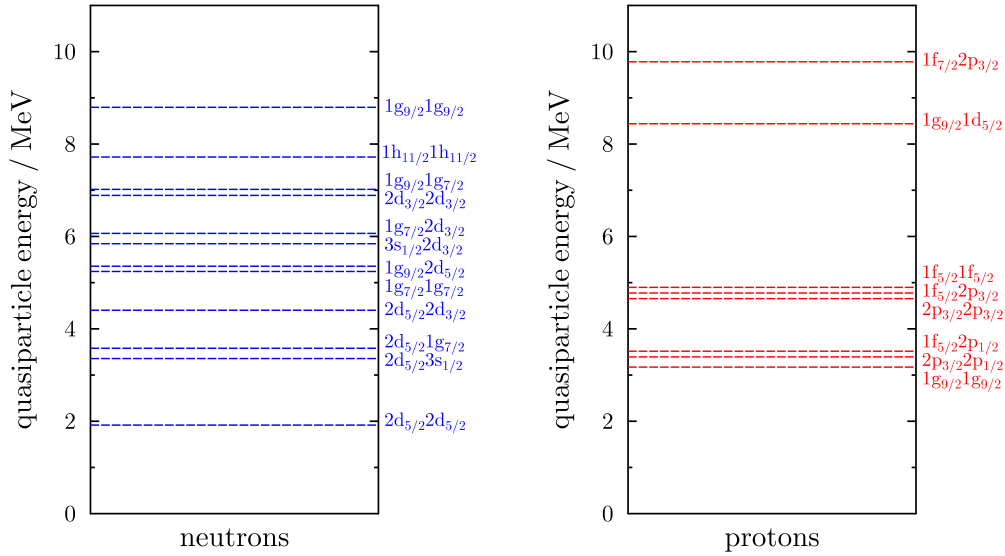 quasiparticle energy / MeV
10
8
6
4
2
0
1g9/21g9/2
1h11/21h11/2
1g9/21g7/2
2d3/22d3/2
1g7/22d3/2
3s1/22d3/2
1g9/22d5/2
1g7/21g7/2
2d5/22d3/2
2d5/21g7/2
2d5/23s1/2
2d5/22d5/2
neutrons
quasiparticle energy / MeV
10
8
6
4
2
0
1f7/22p3/2
1g9/21d5/2
1f5/21f5/2
1f5/22p3/2
2p3/22p3/2
1f5/22p1/2
2p3/22p1/2
1g9/21g9/2
protons